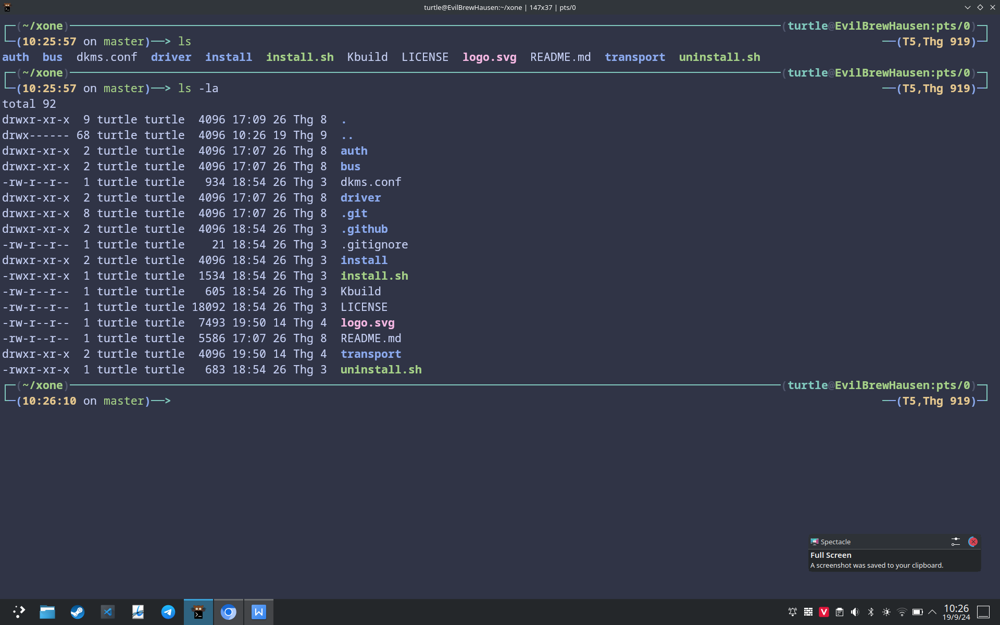 turtle@EvilBrewHausen:~/xone | 147x37 | pts/0
(~/xone) (turtle@EvilBrewHausen:pts/0)
(10:25:57 on master)──> ls (T5,Thg 919)
auth bus dkms.conf driver install install.sh Kbuild LICENSE logo.svg README.md transport uninstall.sh
(~/xone) (turtle@EvilBrewHausen:pts/0)
(10:25:57 on master)──> ls -la (T5,Thg 919)
total 92
drwxr-xr-x 9 turtle turtle 4096 17:09 26 Thg 8 .
drwx------ 68 turtle turtle 4096 10:26 19 Thg 9 ..
drwxr-xr-x 2 turtle turtle 4096 17:07 26 Thg 8 auth
drwxr-xr-x 2 turtle turtle 4096 17:07 26 Thg 8 bus
-rw-r--r-- 1 turtle turtle 934 18:54 26 Thg 3 dkms.conf
drwxr-xr-x 2 turtle turtle 4096 17:07 26 Thg 8 driver
drwxr-xr-x 8 turtle turtle 4096 17:07 26 Thg 8 .git
drwxr-xr-x 2 turtle turtle 4096 18:54 26 Thg 3 .github
-rw-r--r-- 1 turtle turtle 21 18:54 26 Thg 3 .gitignore
drwxr-xr-x 2 turtle turtle 4096 18:54 26 Thg 3 install
-rwxr-xr-x 1 turtle turtle 1534 18:54 26 Thg 3 install.sh
-rw-r--r-- 1 turtle turtle 605 18:54 26 Thg 3 Kbuild
-rw-r--r-- 1 turtle turtle 18092 18:54 26 Thg 3 LICENSE
-rw-r--r-- 1 turtle turtle 7493 19:50 14 Thg 4 logo.svg
-rw-r--r-- 1 turtle turtle 5586 17:07 26 Thg 8 README.md
drwxr-xr-x 2 turtle turtle 4096 19:50 14 Thg 4 transport
-rwxr-xr-x 1 turtle turtle 683 18:54 26 Thg 3 uninstall.sh
(~/xone) (turtle@EvilBrewHausen:pts/0)
(10:26:10 on master)──> (T5,Thg 919)
Spectacle
Full Screen
A screenshot was saved to your clipboard.
10:26
19/9/24